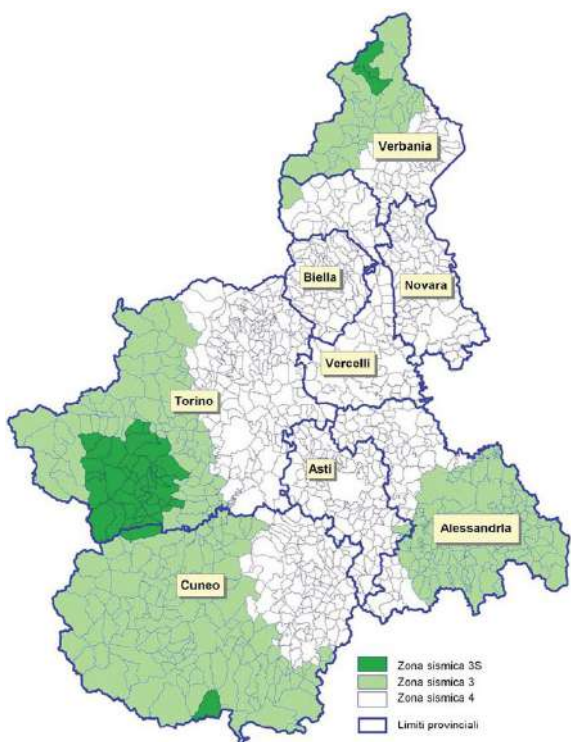 Verbania
Biella
Novara
Vercelli
Torino
Asti
Alessandria
Cuneo
Zona sismica 3S
Zona sismica 3
Zona sismica 4
Limiti provinciali